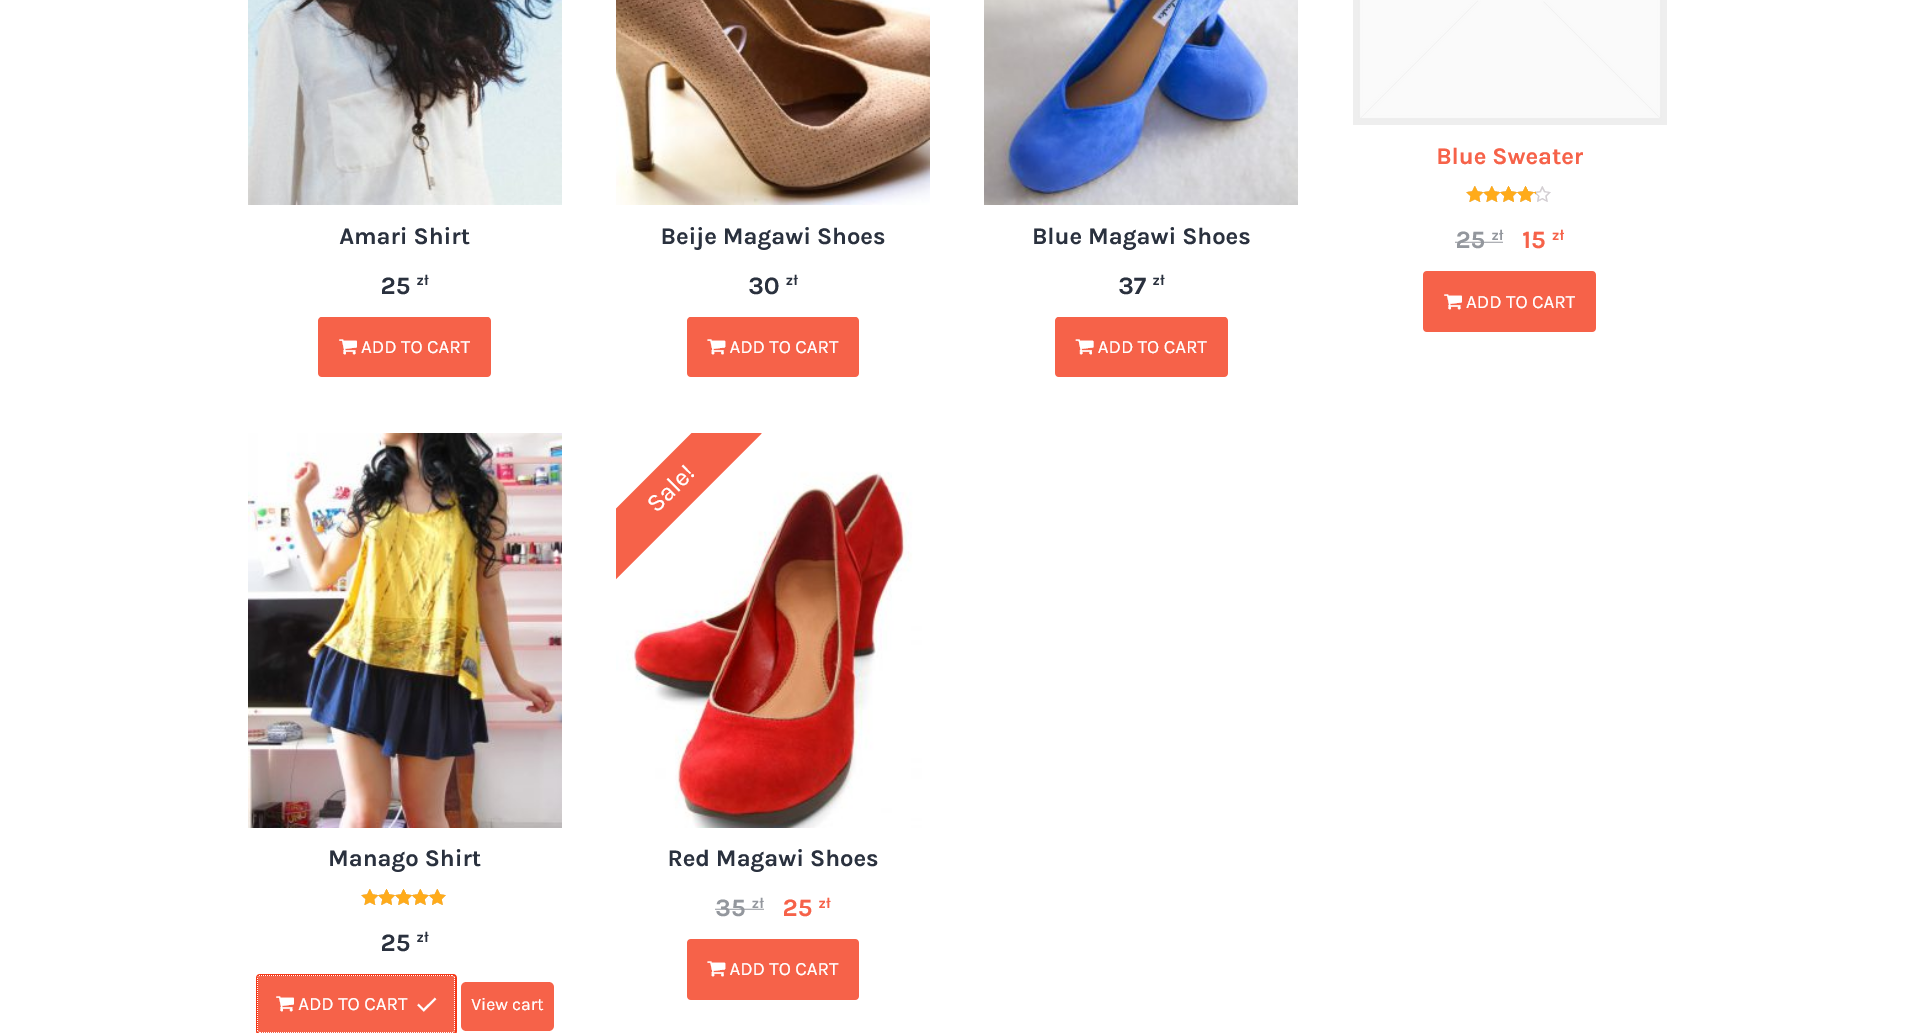 Amari Shirt
25 zł
ADD TO CART
Beije Magawi Shoes
30 zł
ADD TO CART
Blue Magawi Shoes
37 zł
ADD TO CART
Blue Sweater
25 zł 15 zł
ADD TO CART
Manago Shirt
25 zł
ADD TO CART
View cart
Sale!
Red Magawi Shoes
35 zł 25 zł
ADD TO CART